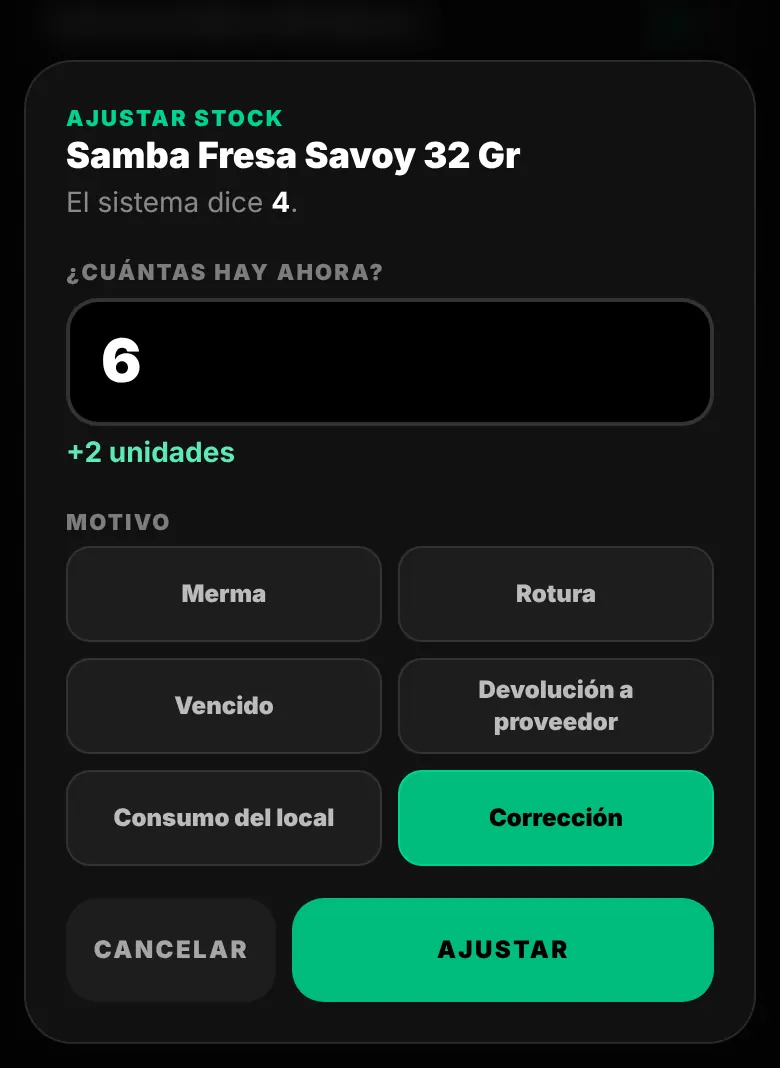 AJUSTAR STOCK
Samba Fresa Savoy 32 Gr
El sistema dice 4.
¿CUÁNTAS HAY AHORA?
6
+2 unidades
MOTIVO
Merma
Rotura
Vencido
Devolución a
proveedor
Consumo del local
Corrección
CANCELAR
AJUSTAR